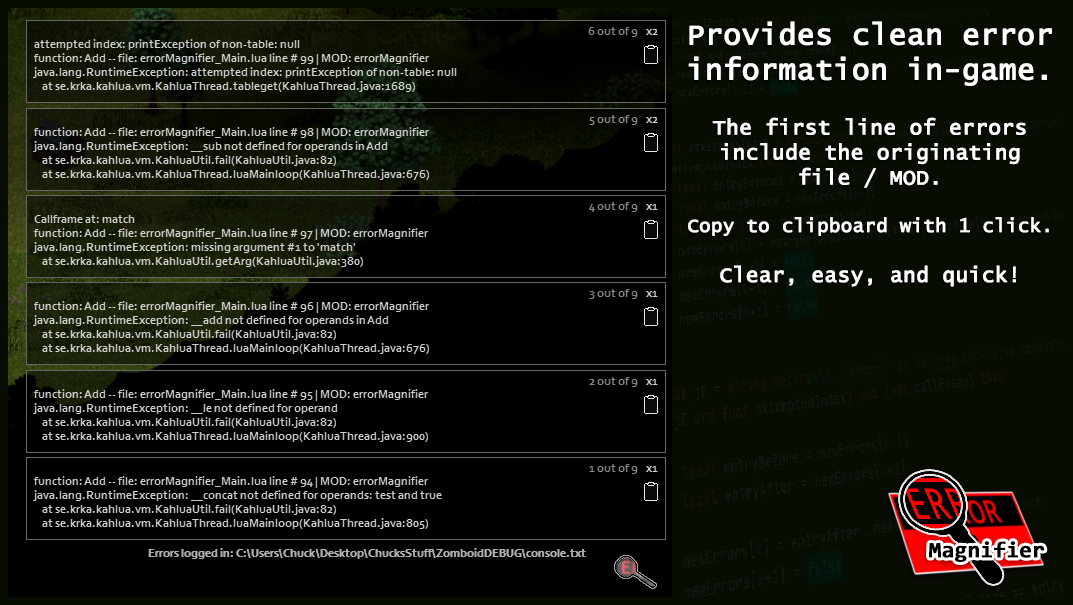 6 out of 9 x2
attempted index: printException of non-table: null
function: Add -- file: errorMagnifier_Main.lua line # 99 | MOD: errorMagnifier
java.lang.RuntimeException: attempted index: printException of non-table: null
at se.krka.kahlua.vm.KahluaThread.tableget(KahluaThread.java:1689)
5 out of 9 x2
function: Add -- file: errorMagnifier_Main.lua line # 98 | MOD: errorMagnifier
java.lang.RuntimeException: __sub not defined for operands in Add
at se.krka.kahlua.vm.KahluaUtil.fail(KahluaUtil.java:82)
at se.krka.kahlua.vm.KahluaThread.luaMainloop(KahluaThread.java:676)
4 out of 9 x1
Callframe at: match
function: Add -- file: errorMagnifier_Main.lua line # 97 | MOD: errorMagnifier
java.lang.RuntimeException: missing argument #1 to 'match'
at se.krka.kahlua.vm.KahluaUtil.getArg(KahluaUtil.java:380)
3 out of 9 x1
function: Add -- file: errorMagnifier_Main.lua line # 96 | MOD: errorMagnifier
java.lang.RuntimeException: __add not defined for operands in Add
at se.krka.kahlua.vm.KahluaUtil.fail(KahluaUtil.java:82)
at se.krka.kahlua.vm.KahluaThread.luaMainloop(KahluaThread.java:676)
2 out of 9 x1
function: Add -- file: errorMagnifier_Main.lua line # 95 | MOD: errorMagnifier
java.lang.RuntimeException: __le not defined for operand
at se.krka.kahlua.vm.KahluaUtil.fail(KahluaUtil.java:82)
at se.krka.kahlua.vm.KahluaThread.luaMainloop(KahluaThread.java:900)
1 out of 9 x1
function: Add -- file: errorMagnifier_Main.lua line # 94 | MOD: errorMagnifier
java.lang.RuntimeException: __concat not defined for operands: test and true
at se.krka.kahlua.vm.KahluaUtil.fail(KahluaUtil.java:82)
at se.krka.kahlua.vm.KahluaThread.luaMainloop(KahluaThread.java:805)
Errors logged in: C:\Users\Chuck\Desktop\ChucksStuff\ZomboidDEBUG\console.txt
Provides clean error
information in-game.
The first line of errors
include the originating
file / MOD.
Copy to clipboard with 1 click.
Clear, easy, and quick!
ERROR
Magnifier